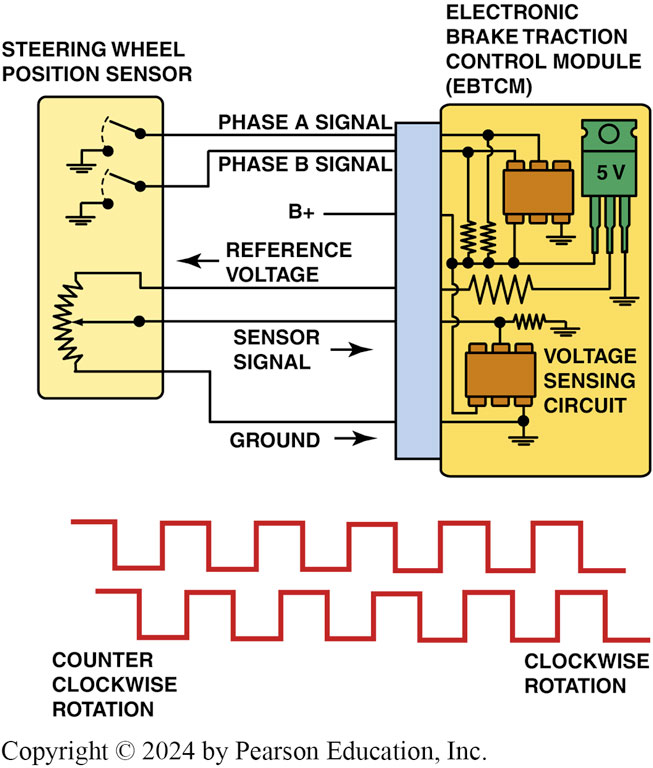 ELECTRONIC
BRAKE TRACTION
CONTROL MODULE
(EBTCM)
STEERING WHEEL
POSITION SENSOR
PHASE A SIGNAL
PHASE B SIGNAL
5 V
B+
REFERENCE
VOLTAGE
SENSOR
SIGNAL
VOLTAGE
SENSING
CIRCUIT
GROUND
COUNTER
CLOCKWISE
ROTATION
CLOCKWISE
ROTATION
Copyright © 2024 by Pearson Education, Inc.